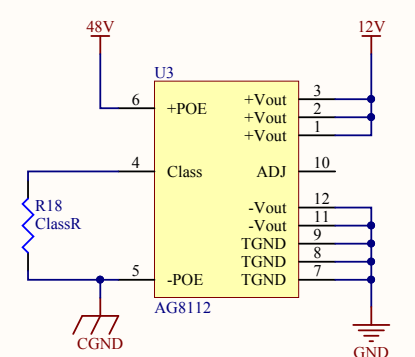 48V
12V
U3
6 +POE
+Vout 3
+Vout 2
+Vout 1
4 Class
ADJ 10
R18
ClassR
-Vout 12
-Vout 11
TGND 9
TGND 8
5 -POE
TGND 7
AG8112
CGND
GND